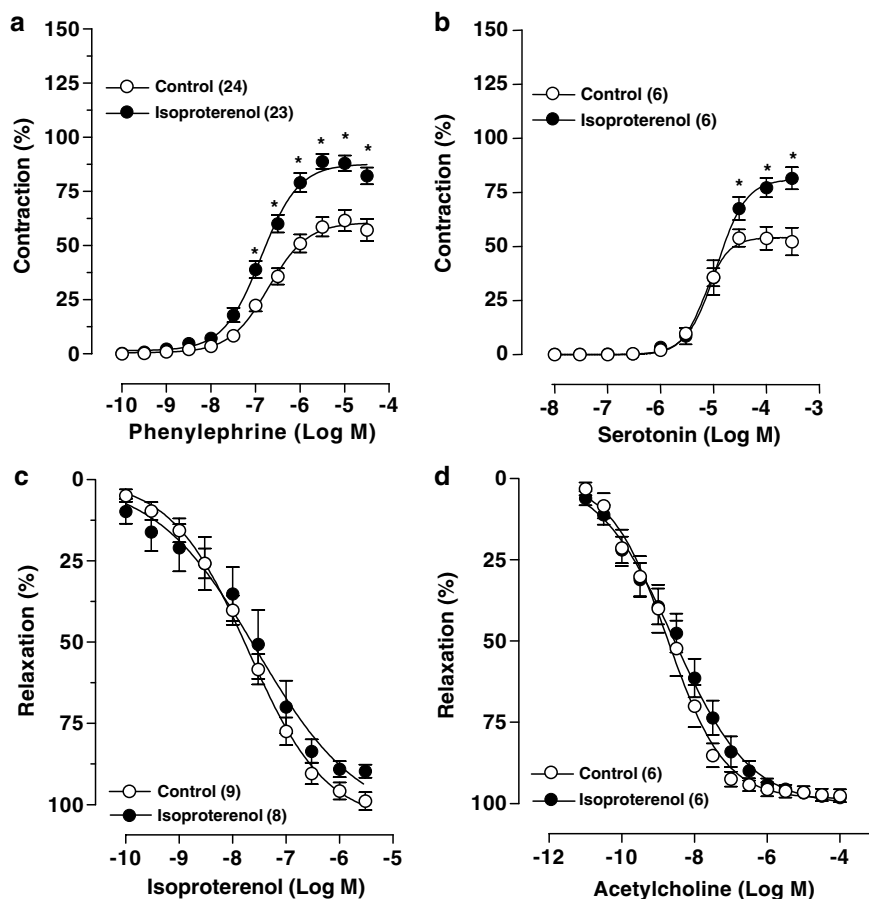 a
150
125
100
75
50
25
0
Contraction (%)
Control (24)
Isoproterenol (23)
* * * * * * *
-10 -9 -8 -7 -6 -5 -4
Phenylephrine (Log M)
b
150
125
100
75
50
25
0
Contraction (%)
Control (6)
Isoproterenol (6)
* * *
-8 -7 -6 -5 -4 -3
Serotonin (Log M)
c
0
25
50
75
100
Relaxation (%)
Control (9)
Isoproterenol (8)
-10 -9 -8 -7 -6 -5
Isoproterenol (Log M)
d
0
25
50
75
100
Relaxation (%)
Control (6)
Isoproterenol (6)
-12 -10 -8 -6 -4
Acetylcholine (Log M)